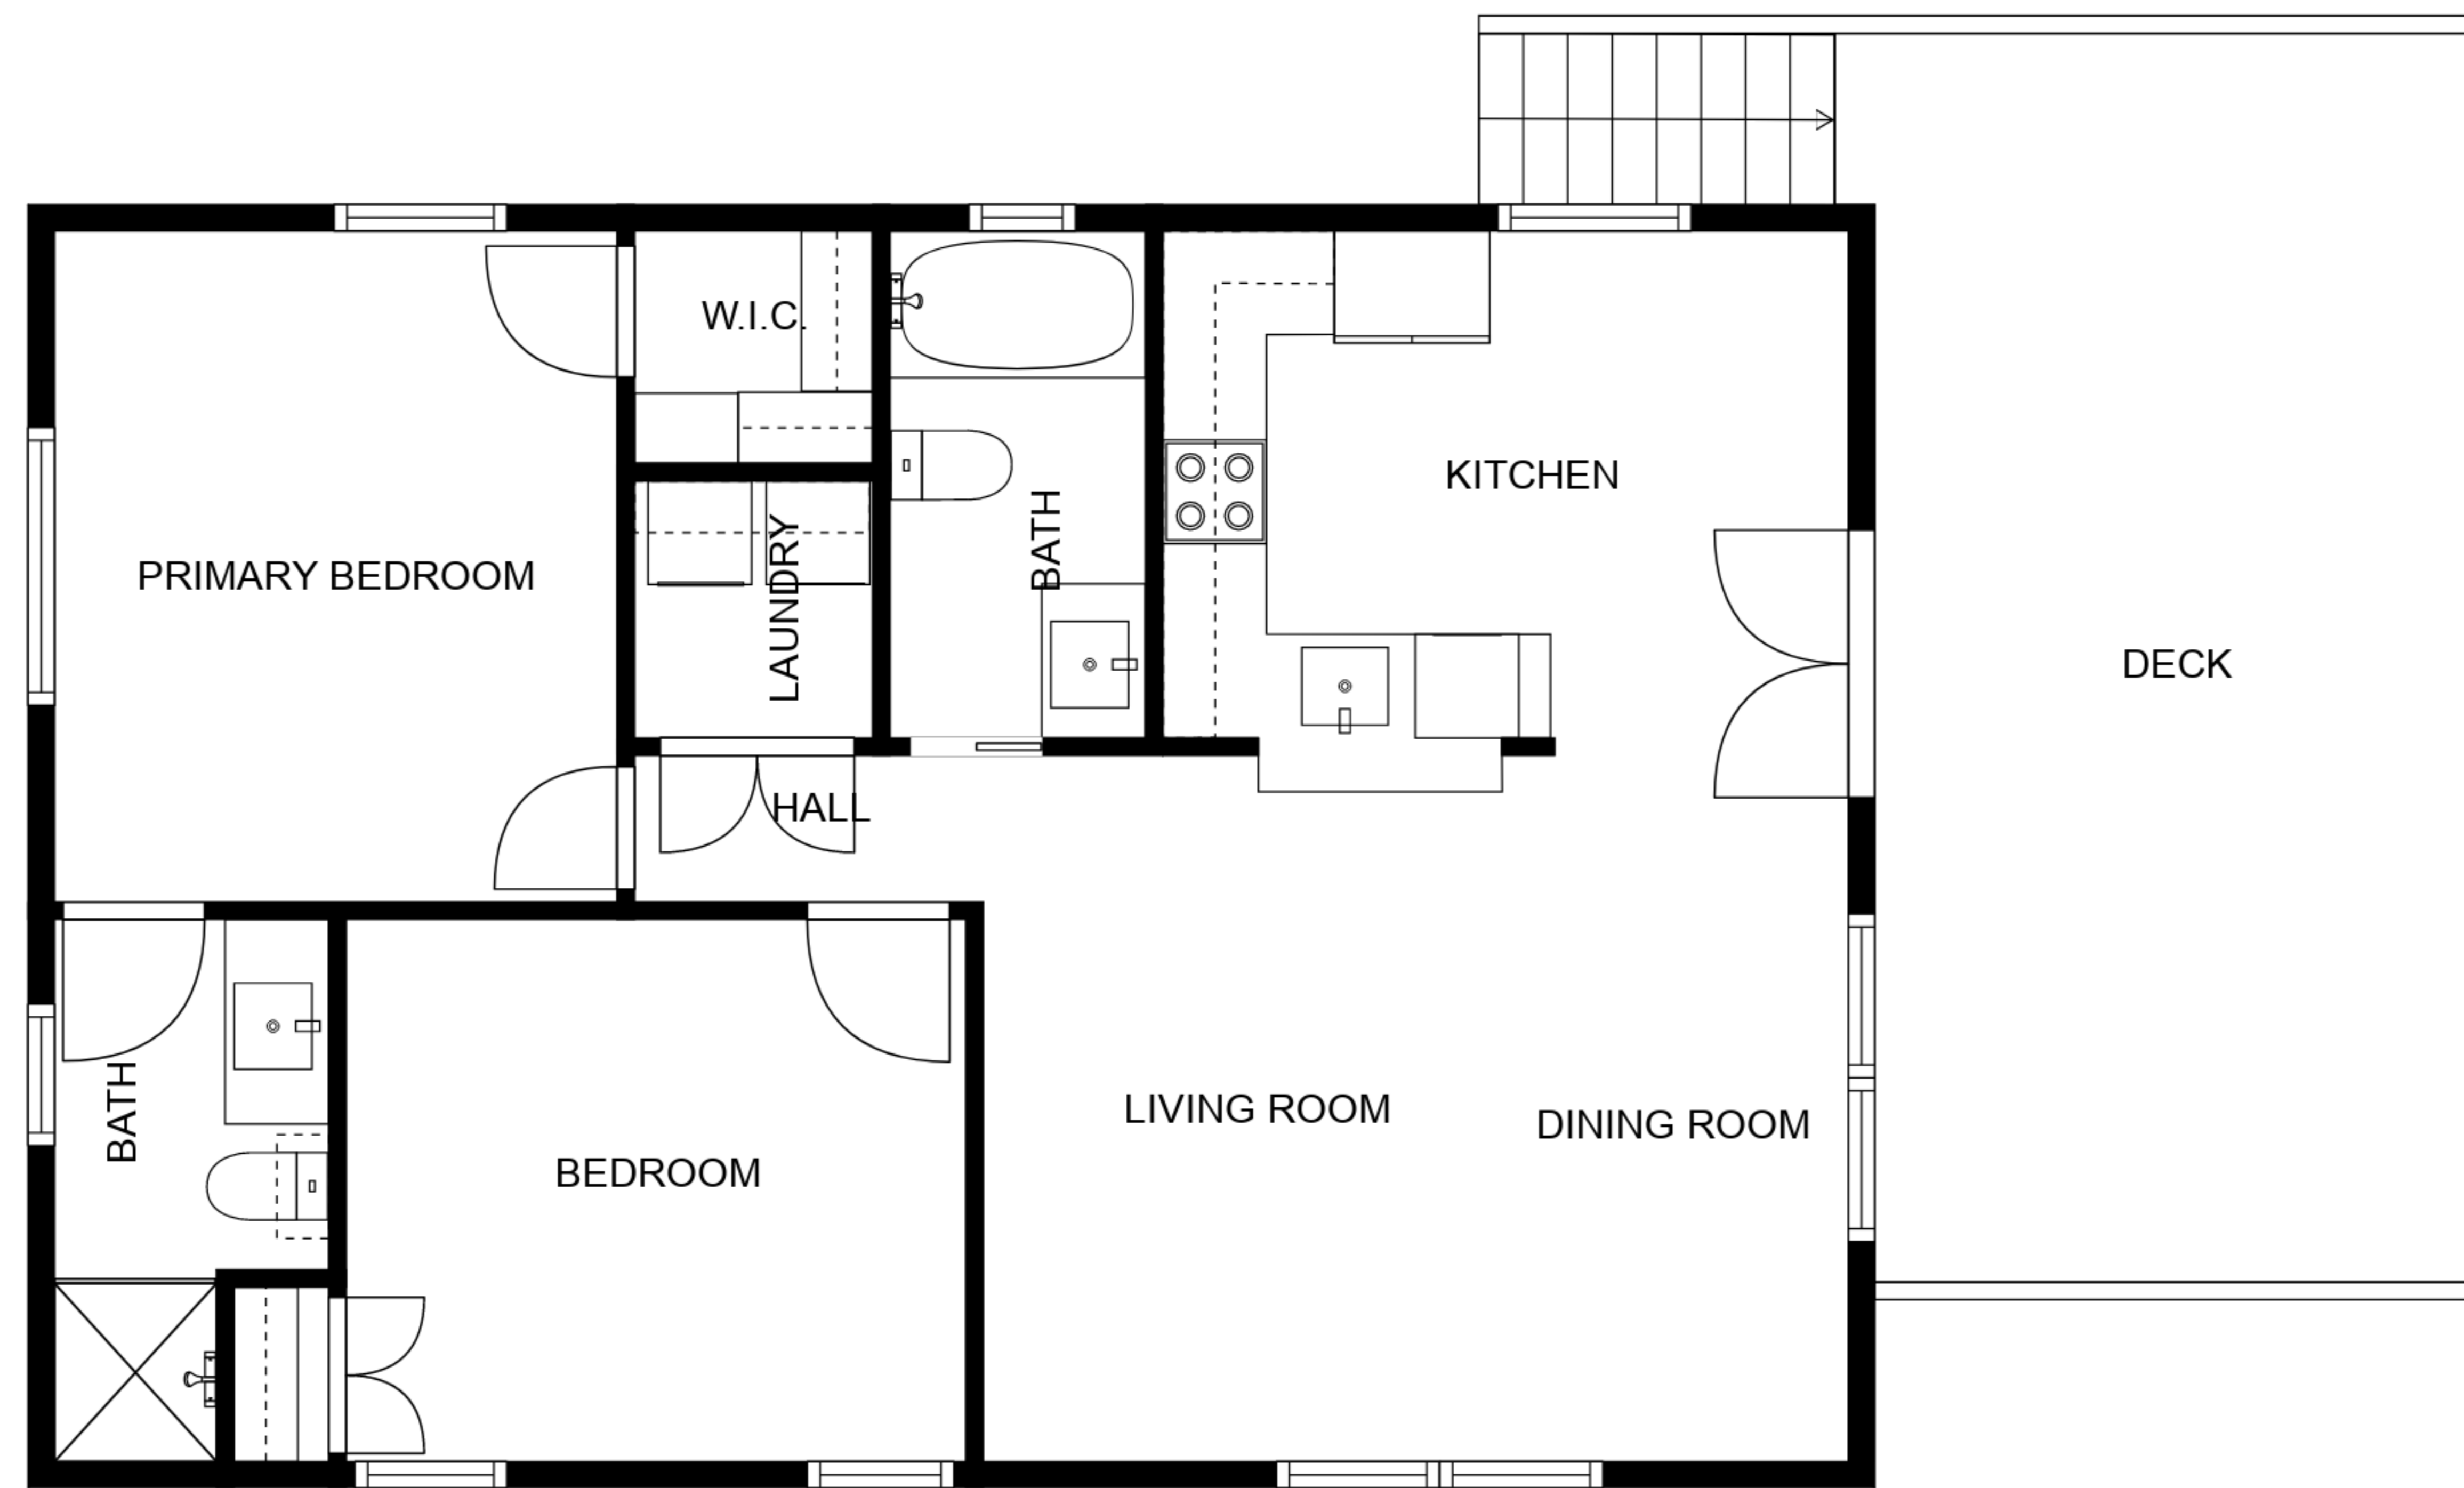 W.I.C.
KITCHEN
PRIMARY BEDROOM
LAUNDRY
BATH
DECK
HALL
BATH
LIVING ROOM
DINING ROOM
BEDROOM